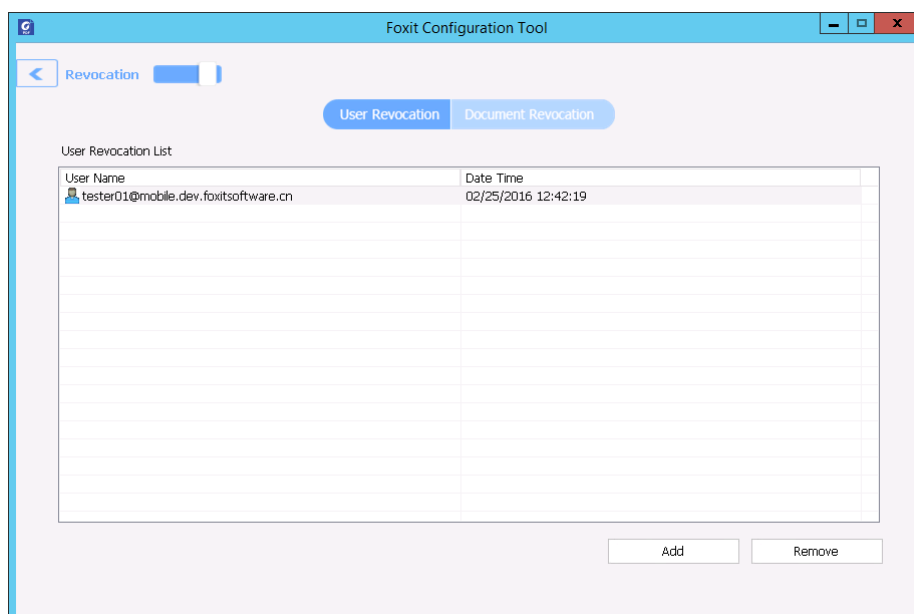 Foxit Configuration Tool
Revocation
User Revocation Document Revocation
User Revocation List
User Name Date Time
tester01@mobile.dev.foxitsoftware.cn 02/25/2016 12:42:19
Add Remove